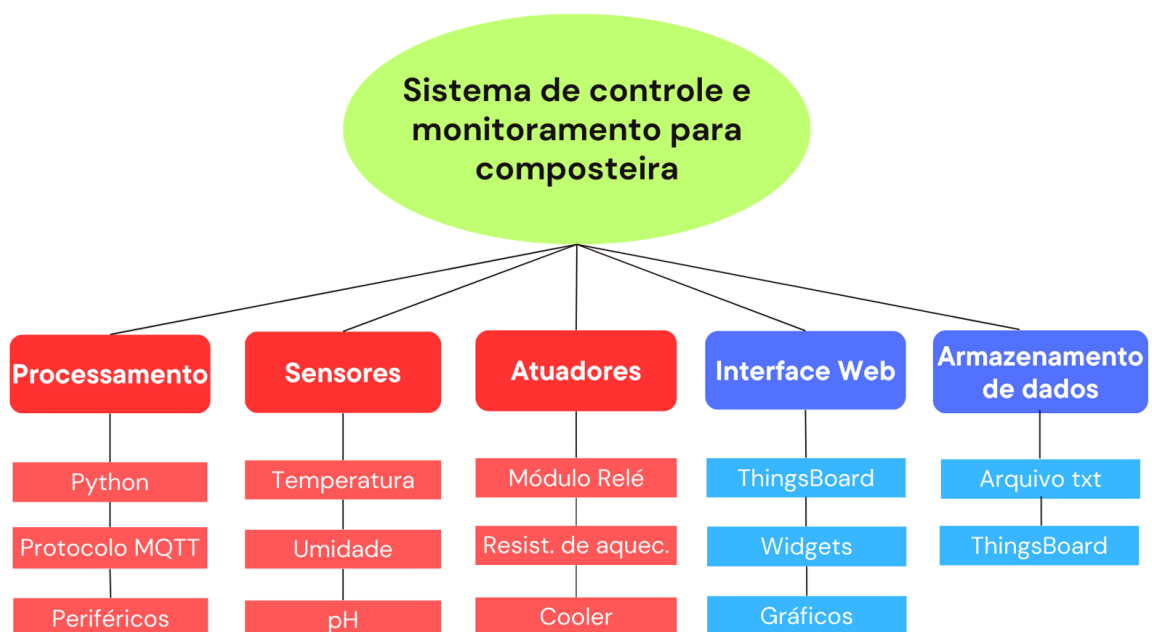 Sistema de controle e
monitoramento para
composteira
Processamento
Sensores
Atuadores
Interface Web
Armazenamento
de dados
Python
Temperatura
Módulo Relé
ThingsBoard
Arquivo txt
Protocolo MQTT
Umidade
Resist. de aquec.
Widgets
ThingsBoard
Periféricos
pH
Cooler
Gráficos